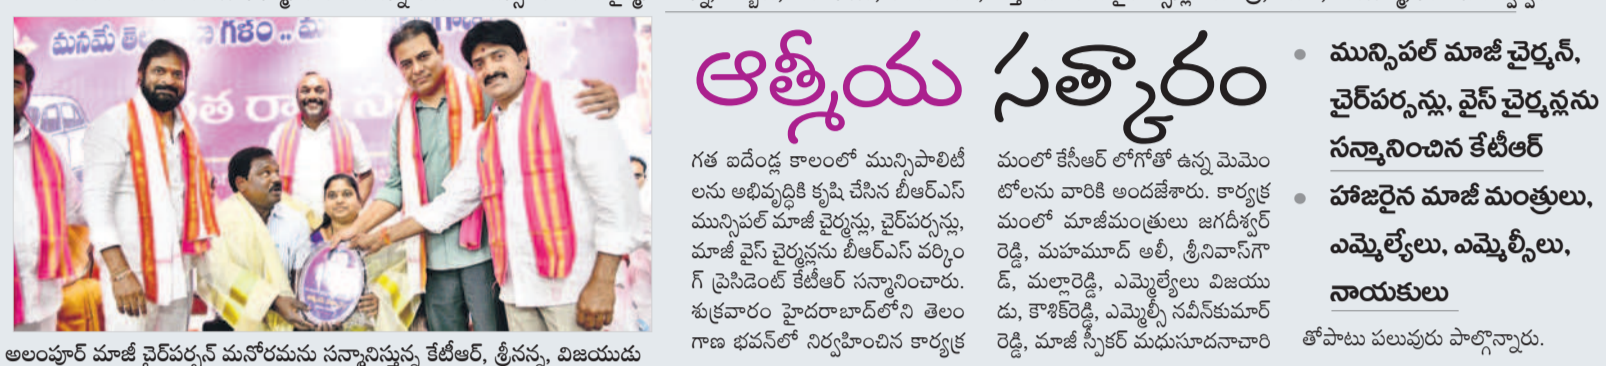 మనమే తె గళం ..
త రా స
అలంపూర్ మాజీ చైర్‌పర్సన్ మనోరమను సన్మానిస్తున్న కేటీఆర్, శ్రీనన్న, విజయుడు
ఆత్మీయ సత్కారం
గత ఐదేండ్ల కాలంలో మున్సిపాలిటీ
లను అభివృద్ధికి కృషి చేసిన బీఆర్ఎస్
మున్సిపల్ మాజీ చైర్మన్లు, చైర్‌పర్సన్లు,
మాజీ వైస్ చైర్మన్లను బీఆర్ఎస్ వర్కిం
గ్ ప్రెసిడెంట్ కేటీఆర్ సన్మానించారు.
శుక్రవారం హైదరాబాద్‌లోని తెలం
గాణ భవన్‌లో నిర్వహించిన కార్యక్ర
మంలో కేసీఆర్ లోగోతో ఉన్న మెమెం
టోలను వారికి అందజేశారు. కార్యక్ర
మంలో మాజీమంత్రులు జగదీశ్వర్
రెడ్డి, మహమూద్ అలీ, శ్రీనివాస్‌గౌ
డ్, మల్లారెడ్డి, ఎమ్మెల్యేలు విజయు
డు, కౌశిక్‌రెడ్డి, ఎమ్మెల్సీ నవీన్‌కుమార్
రెడ్డి, మాజీ స్పీకర్ మధుసూదనాచారి
• మున్సిపల్ మాజీ చైర్మన్,
చైర్‌పర్సన్లు, వైస్ చైర్మన్లను
సన్మానించిన కేటీఆర్
• హాజరైన మాజీ మంత్రులు,
ఎమ్మెల్యేలు, ఎమ్మెల్సీలు,
నాయకులు
తోపాటు పలువురు పాల్గొన్నారు.